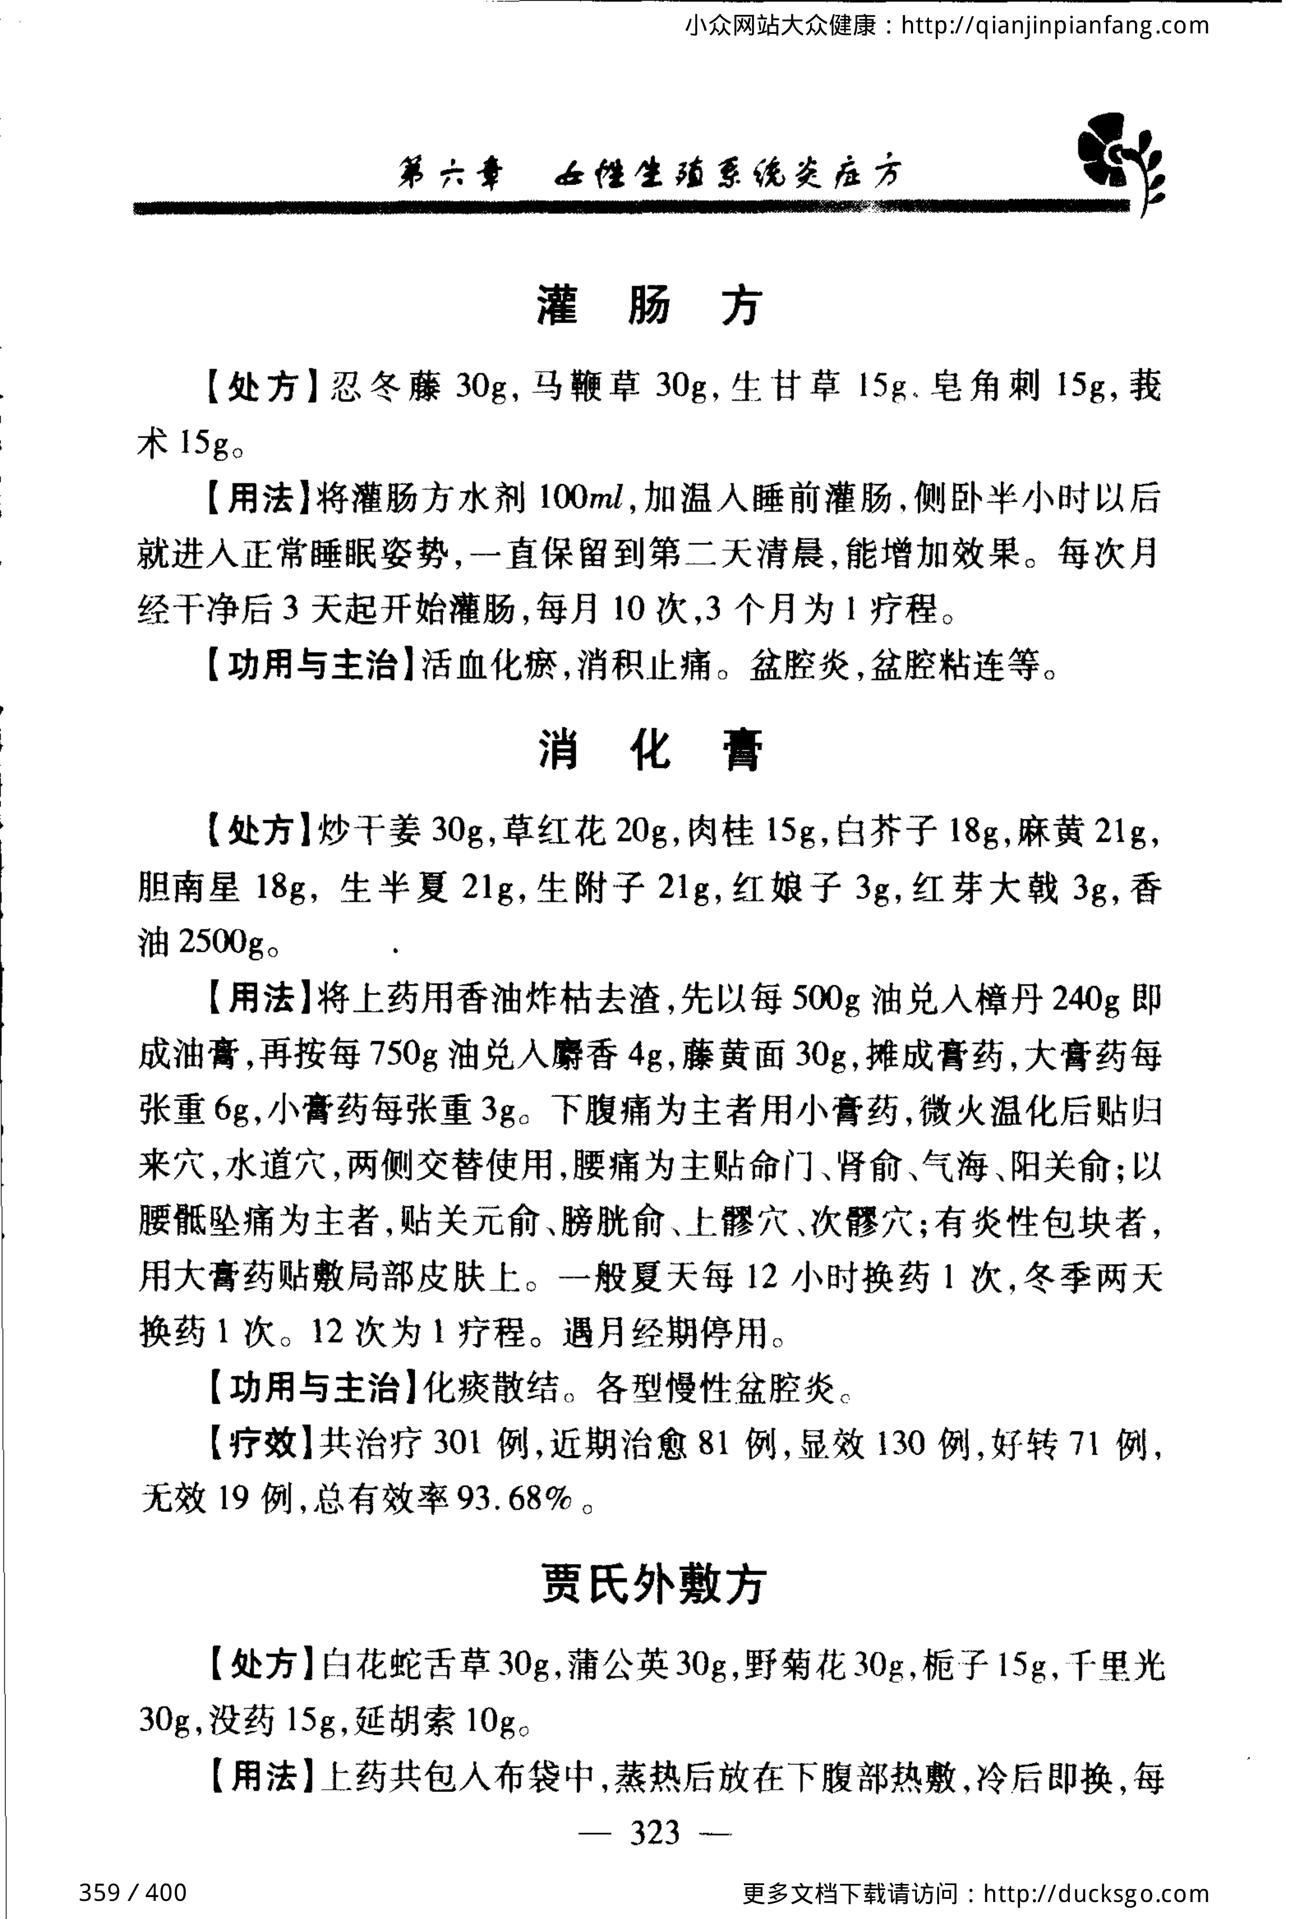 小众网站大众健康：http://qianjinpianfang.com
第六章 女性生殖系统炎症方
灌 肠 方
【处方】忍冬藤 30g,马鞭草 30g,生甘草 15g、皂角刺 15g,莪
术 15g。
【用法】将灌肠方水剂 100ml,加温入睡前灌肠,侧卧半小时以后
就进入正常睡眠姿势,一直保留到第二天清晨,能增加效果。每次月
经干净后 3 天起开始灌肠,每月 10 次,3 个月为 1 疗程。
【功用与主治】活血化瘀,消积止痛。盆腔炎,盆腔粘连等。
消 化 膏
【处方】炒干姜 30g,草红花 20g,肉桂 15g,白芥子 18g,麻黄 21g,
胆南星 18g, 生半夏 21g,生附子 21g,红娘子 3g,红芽大戟 3g,香
油 2500g。
【用法】将上药用香油炸枯去渣,先以每 500g 油兑入樟丹 240g 即
成油膏,再按每 750g 油兑入麝香 4g,藤黄面 30g,摊成膏药,大膏药每
张重 6g,小膏药每张重 3g。下腹痛为主者用小膏药,微火温化后贴归
来穴,水道穴,两侧交替使用,腰痛为主贴命门、肾俞、气海、阳关俞;以
腰骶坠痛为主者,贴关元俞、膀胱俞、上髎穴、次髎穴;有炎性包块者,
用大膏药贴敷局部皮肤上。一般夏天每 12 小时换药 1 次,冬季两天
换药 1 次。12 次为 1 疗程。遇月经期停用。
【功用与主治】化痰散结。各型慢性盆腔炎。
【疗效】共治疗 301 例,近期治愈 81 例,显效 130 例,好转 71 例,
无效 19 例,总有效率 93.68%。
贾氏外敷方
【处方】白花蛇舌草 30g,蒲公英 30g,野菊花 30g,栀子 15g,千里光
30g,没药 15g,延胡索 10g。
【用法】上药共包入布袋中,蒸热后放在下腹部热敷,冷后即换,每
— 323 —
359 / 400
更多文档下载请访问：http://ducksgo.com